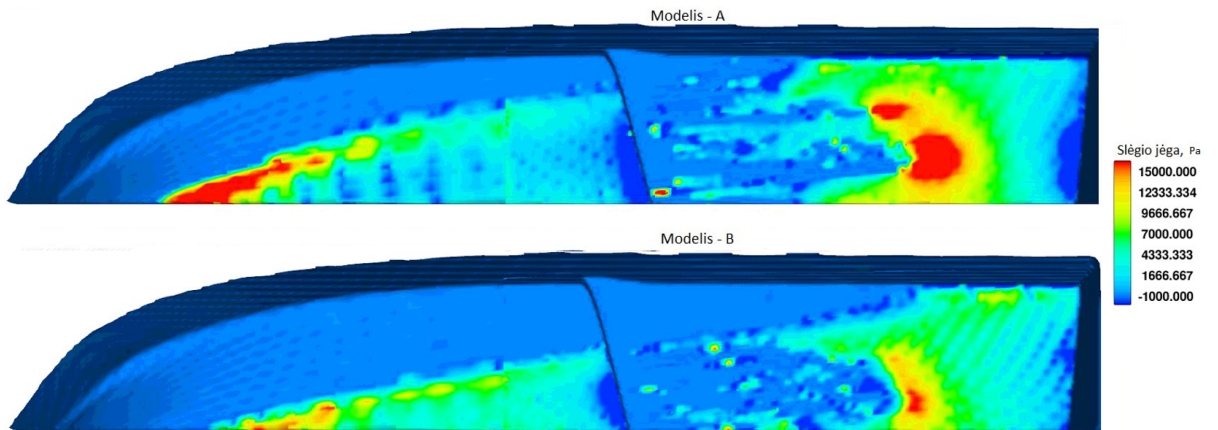 Modelis - A
Slėgio jėga, Pa
15000.000
12333.334
9666.667
7000.000
4333.333
1666.667
-1000.000
Modelis - B